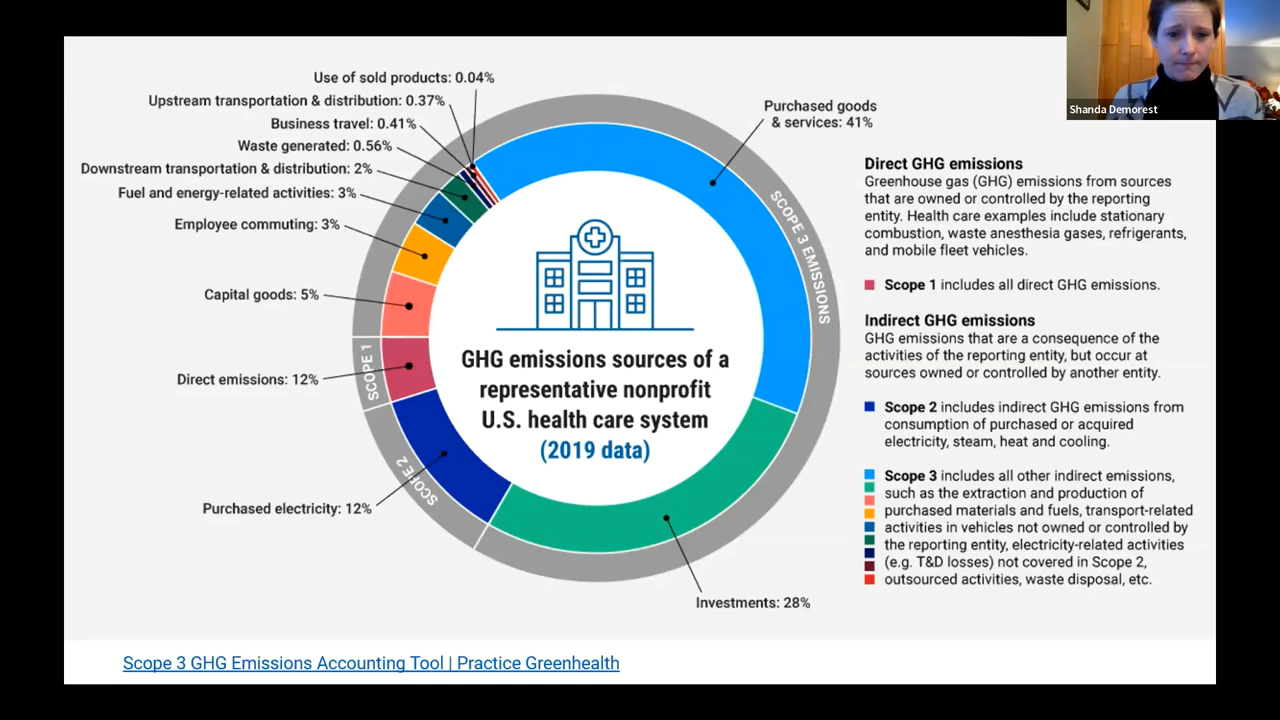 Shanda Demorest
Use of sold products: 0.04%
Upstream transportation & distribution: 0.37%
Business travel: 0.41%
Waste generated: 0.56%
Downstream transportation & distribution: 2%
Fuel and energy-related activities: 3%
Employee commuting: 3%
Capital goods: 5%
Direct emissions: 12%
Purchased electricity: 12%
Investments: 28%
Purchased goods
& services: 41%
SCOPE 1
SCOPE 2
SCOPE 3 EMISSIONS
GHG emissions sources of a
representative nonprofit
U.S. health care system
(2019 data)
Direct GHG emissions
Greenhouse gas (GHG) emissions from sources
that are owned or controlled by the reporting
entity. Health care examples include stationary
combustion, waste anesthesia gases, refrigerants,
and mobile fleet vehicles.
Scope 1 includes all direct GHG emissions.
Indirect GHG emissions
GHG emissions that are a consequence of the
activities of the reporting entity, but occur at
sources owned or controlled by another entity.
Scope 2 includes indirect GHG emissions from
consumption of purchased or acquired
electricity, steam, heat and cooling.
Scope 3 includes all other indirect emissions,
such as the extraction and production of
purchased materials and fuels, transport-related
activities in vehicles not owned or controlled by
the reporting entity, electricity-related activities
(e.g. T&D losses) not covered in Scope 2,
outsourced activities, waste disposal, etc.
Scope 3 GHG Emissions Accounting Tool | Practice Greenhealth